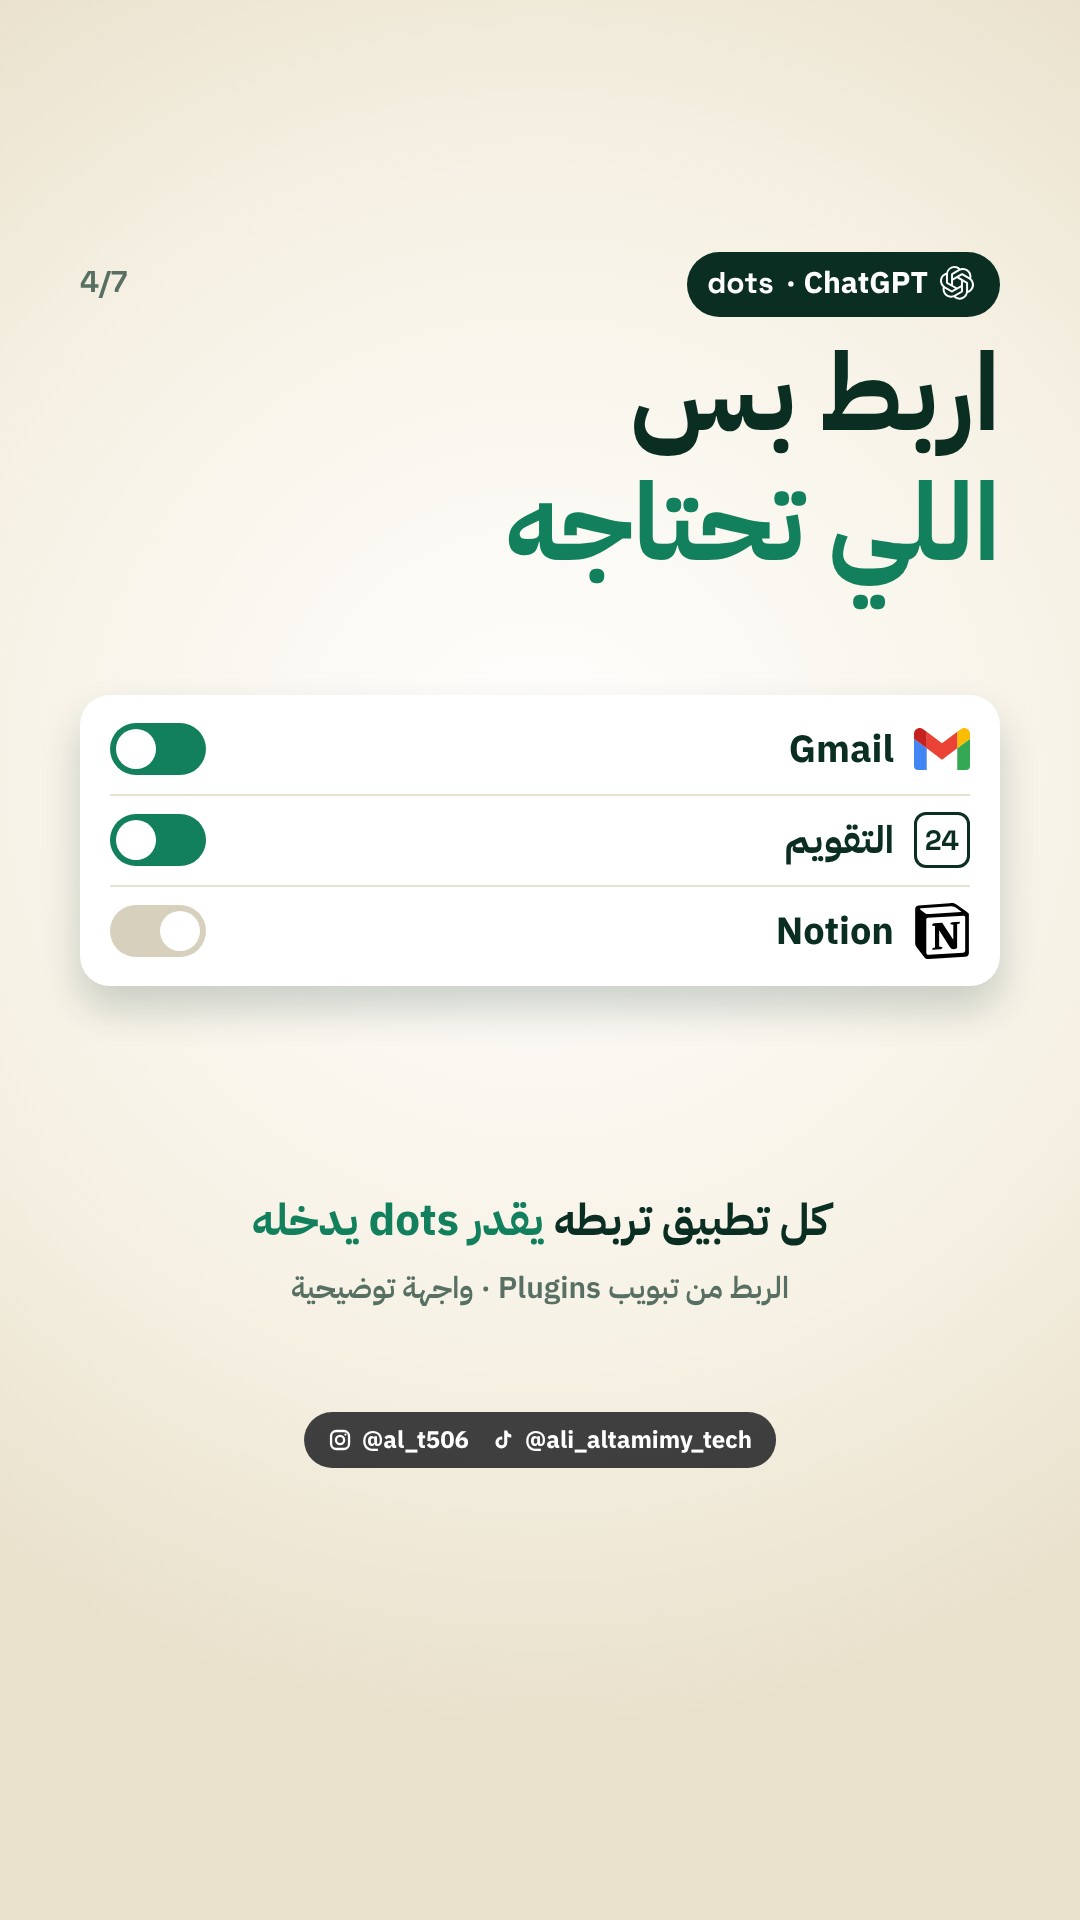 dots · ChatGPT
4/7
اربط بس
اللي تحتاجه
Gmail
24 التقويم
N Notion
كل تطبيق تربطه يقدر dots يدخله
الربط من تبويب Plugins · واجهة توضيحية
@al_t506 @ali_altamimy_tech